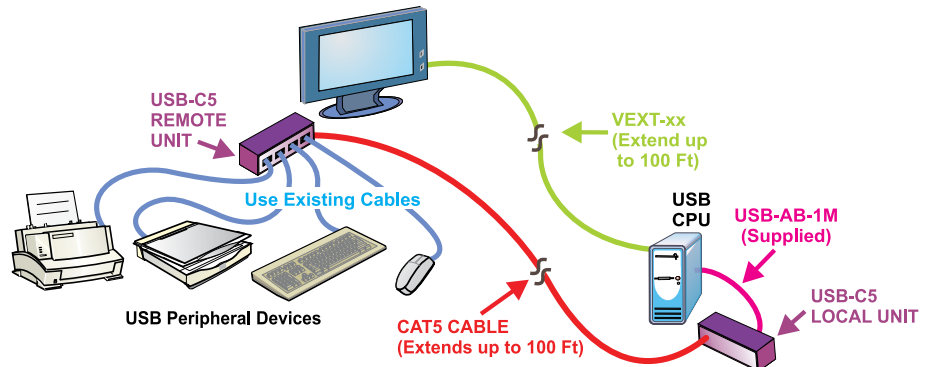 USB-C5
REMOTE
UNIT
VEXT-xx
(Extend up
to 100 Ft)
Use Existing Cables
USB
CPU
USB-AB-1M
(Supplied)
USB Peripheral Devices
CAT5 CABLE
(Extends up to 100 Ft)
USB-C5
LOCAL UNIT